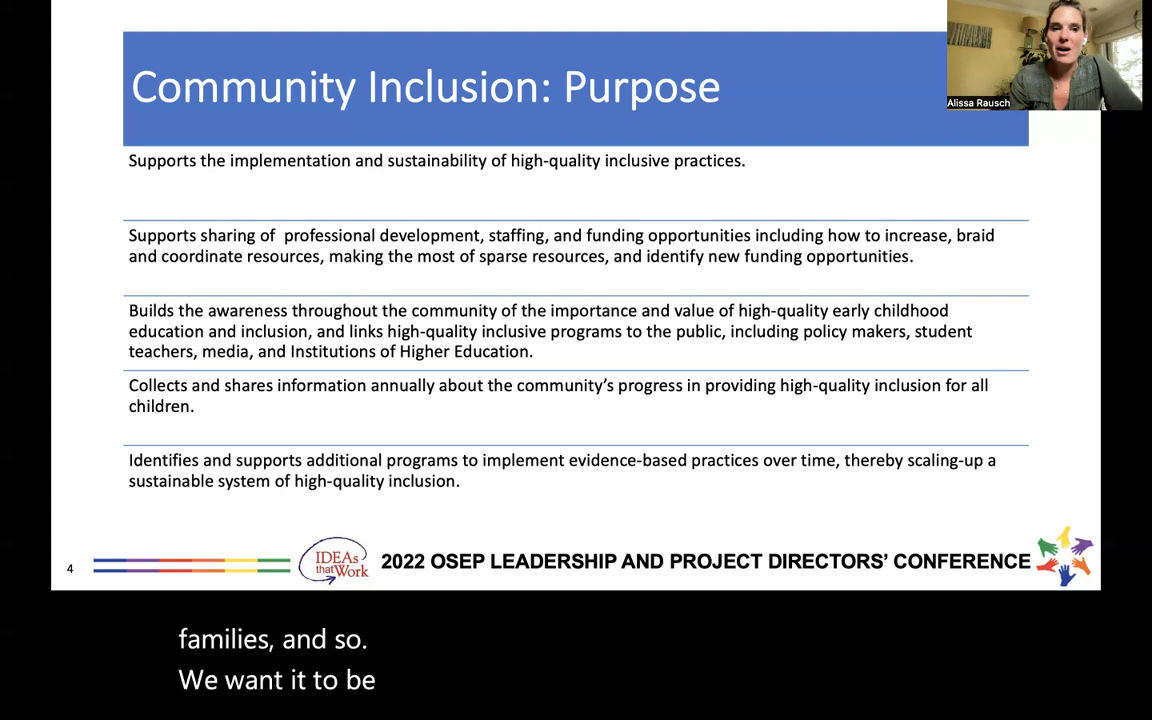 Community Inclusion: Purpose
Alissa Rausch
Supports the implementation and sustainability of high-quality inclusive practices.
Supports sharing of  professional development, staffing, and funding opportunities including how to increase, braid
and coordinate resources, making the most of sparse resources, and identify new funding opportunities.
Builds the awareness throughout the community of the importance and value of high-quality early childhood
education and inclusion, and links high-quality inclusive programs to the public, including policy makers, student
teachers, media, and Institutions of Higher Education.
Collects and shares information annually about the community's progress in providing high-quality inclusion for all
children.
Identifies and supports additional programs to implement evidence-based practices over time, thereby scaling-up a
sustainable system of high-quality inclusion.
4
IDEAs
that Work
2022 OSEP LEADERSHIP AND PROJECT DIRECTORS' CONFERENCE
families, and so.
We want it to be